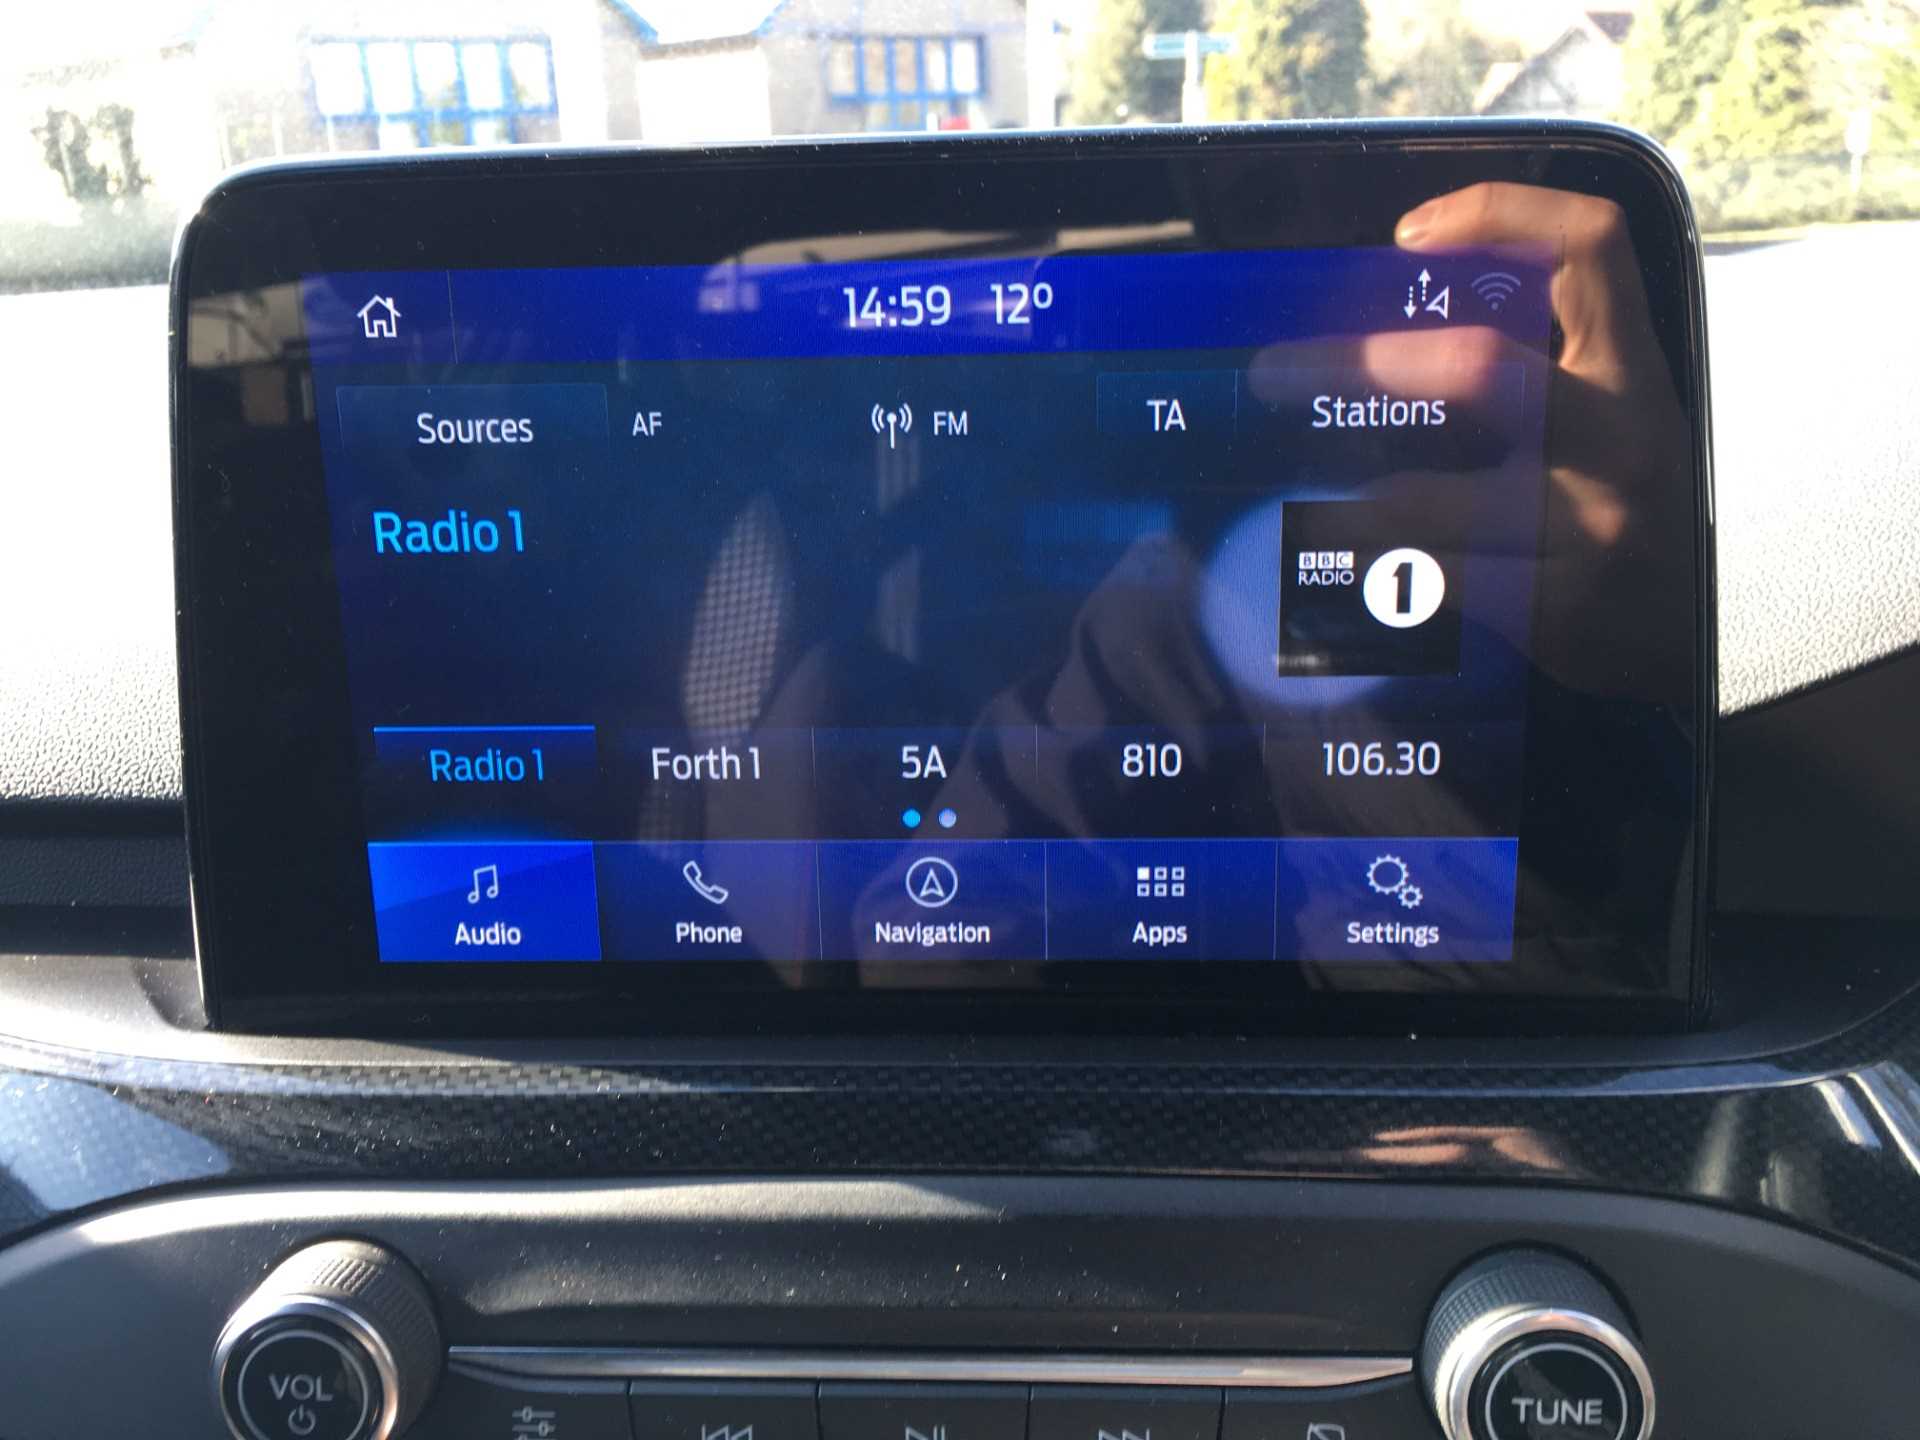 14:59 12º
Sources AF FM TA Stations
Radio 1
BBC
RADIO 1
Radio 1 Forth 1 5A 810 106.30
Audio Phone Navigation Apps Settings
VOL
TUNE